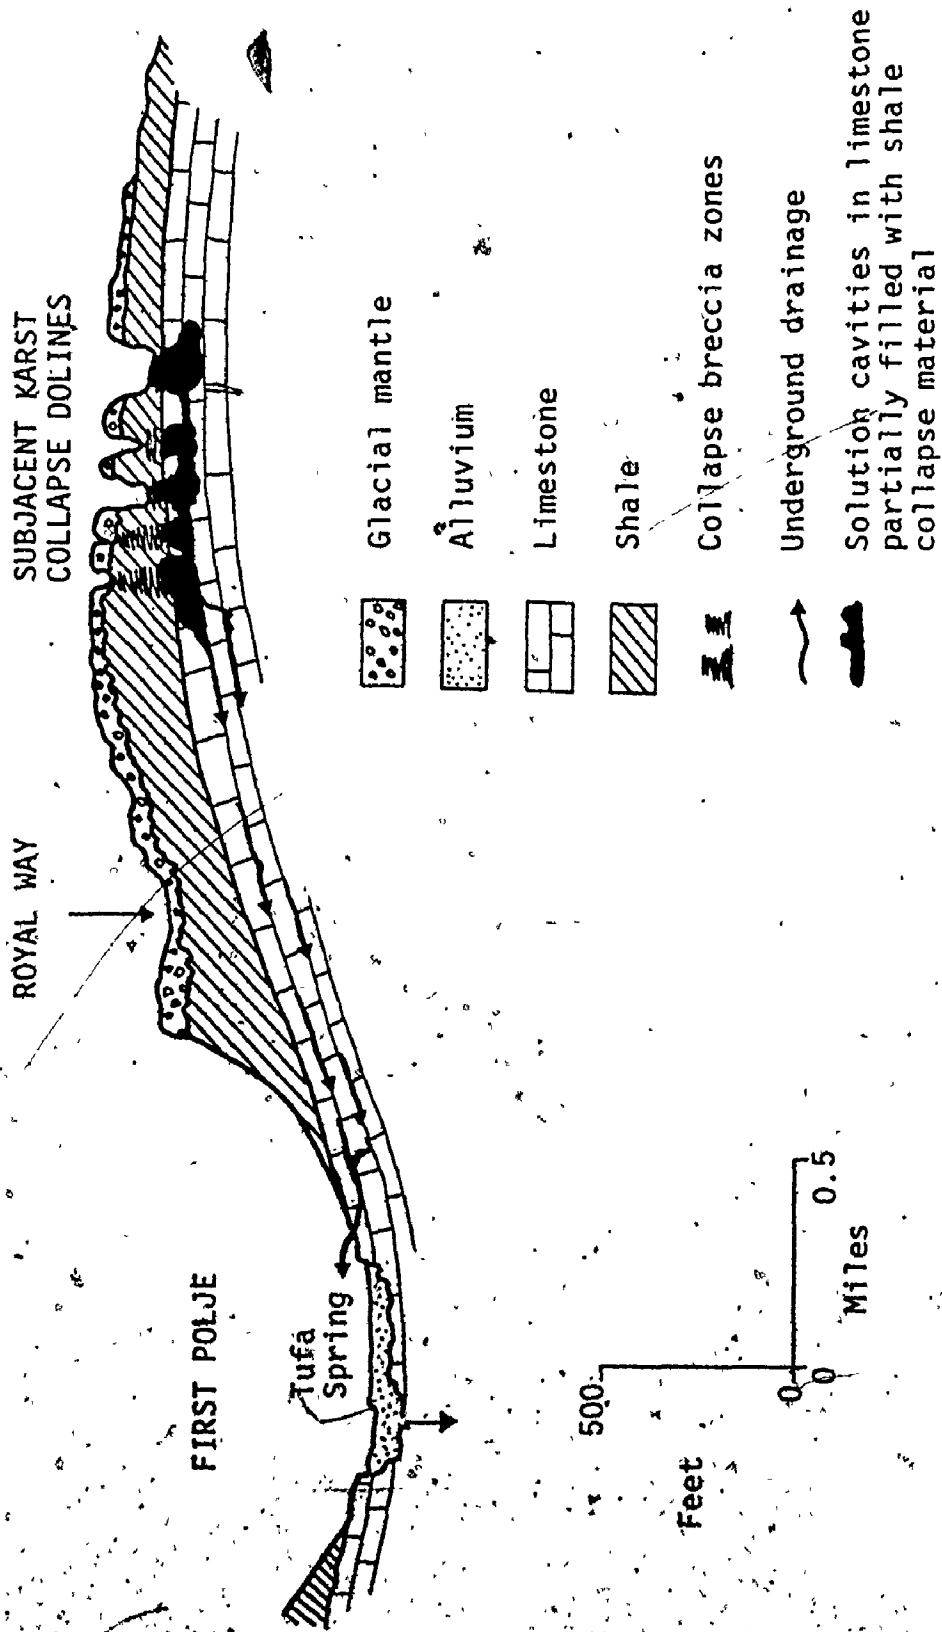 SUBJACENT KARST
COLLAPSE DOLINES
ROYAL WAY
FIRST POLJE
Tufa
Spring
Glacial mantle
Alluvium
Limestone
Shale
Collapse breccia zones
Underground drainage
Solution cavities in limestone
partially filled with shale
collapse material
500
Feet
0
0
0.5
Miles